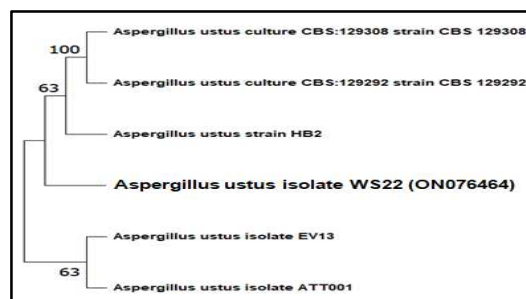 Aspergillus ustus culture CBS:129308 strain CBS 129308
100
Aspergillus ustus culture CBS:129292 strain CBS 129292
63
Aspergillus ustus strain HB2
Aspergillus ustus isolate WS22 (ON076464)
Aspergillus ustus isolate EV13
63
Aspergillus ustus isolate ATT001